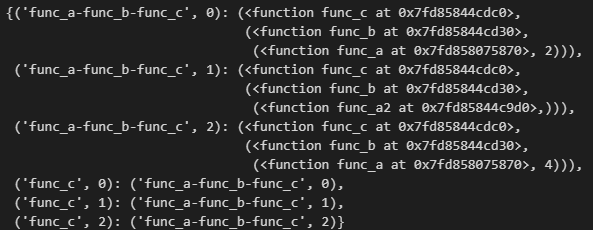 {('func_a-func_b-func_c', 0): (<function func_c at 0x7fd85844cdc0>,
(<function func_b at 0x7fd85844cd30>,
(<function func_a at 0x7fd858075870>, 2))),
('func_a-func_b-func_c', 1): (<function func_c at 0x7fd85844cdc0>,
(<function func_b at 0x7fd85844cd30>,
(<function func_a2 at 0x7fd85844c9d0>,))),
('func_a-func_b-func_c', 2): (<function func_c at 0x7fd85844cdc0>,
(<function func_b at 0x7fd85844cd30>,
(<function func_a at 0x7fd858075870>, 4))),
('func_c', 0): ('func_a-func_b-func_c', 0),
('func_c', 1): ('func_a-func_b-func_c', 1),
('func_c', 2): ('func_a-func_b-func_c', 2)}